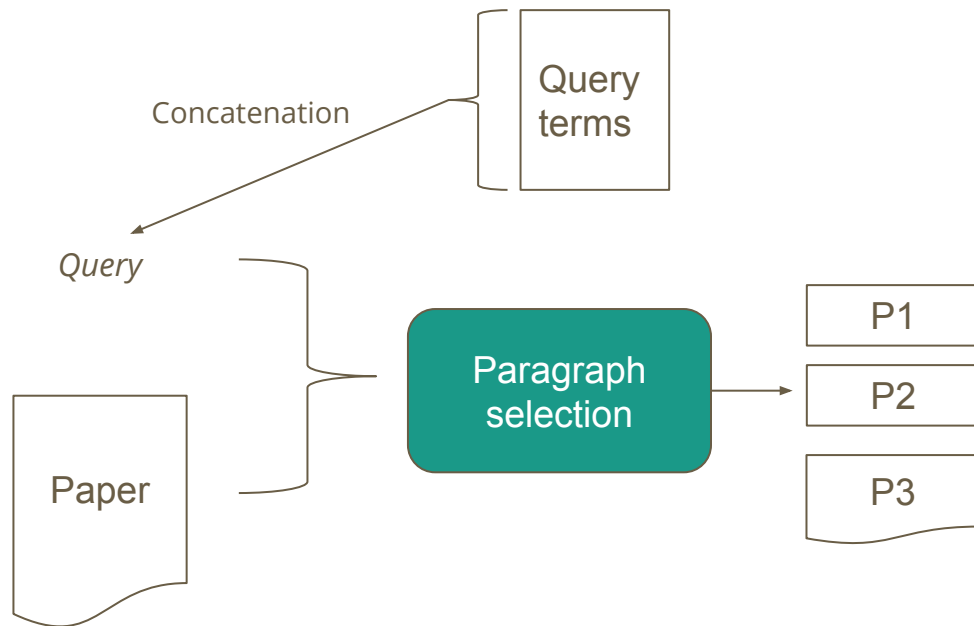 Query
terms
Concatenation
Query
Paper
Paragraph
selection
P1
P2
P3